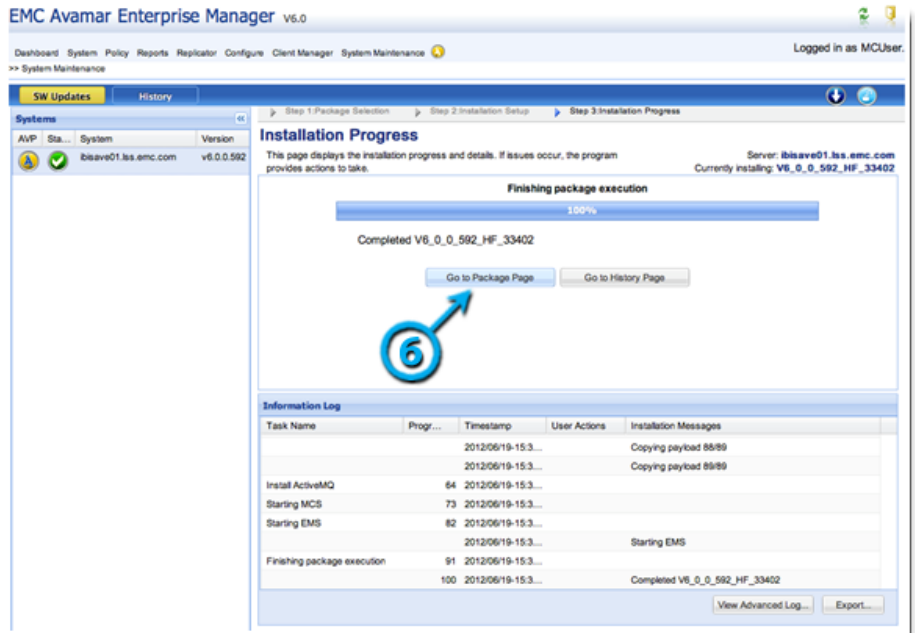 EMC Avamar Enterprise Manager V6.0
Dashboard System Policy Reports Replicator Configure Client Manager System Maintenance
Logged in as MCUser.
>> System Maintenance
SW Updates History
Systems
AVP Sta... System Version
ibisave01.lss.emc.com v6.0.0.592
Step 1:Package Selection Step 2:Installation Setup Step 3:Installation Progress
Installation Progress
This page displays the installation progress and details. If issues occur, the program
provides actions to take.
Server: ibisave01.lss.emc.com
Currently installing: V6_0_0_592_HF_33402
Finishing package execution
100%
Completed V6_0_0_592_HF_33402
Go to Package Page Go to History Page
6
Information Log
Task Name Progr... Timestamp User Actions Installation Messages
2012/06/19-15:3... Copying payload 88/89
2012/06/19-15:3... Copying payload 89/89
Install ActiveMQ 64 2012/06/19-15:3...
Starting MCS 73 2012/06/19-15:3...
Starting EMS 82 2012/06/19-15:3...
2012/06/19-15:3... Starting EMS
Finishing package execution 91 2012/06/19-15:3...
100 2012/06/19-15:3... Completed V6_0_0_592_HF_33402
View Advanced Log... Export...